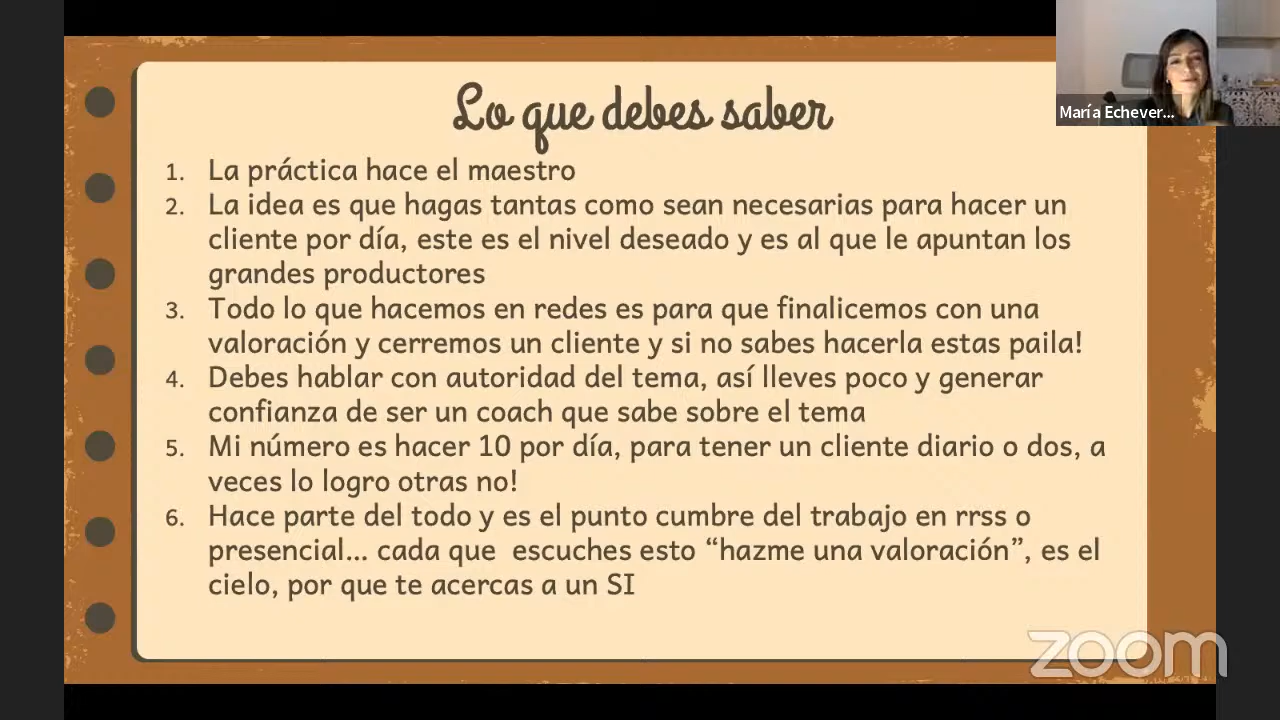 Lo que debes saber
María Echever...
1. La práctica hace el maestro
2. La idea es que hagas tantas como sean necesarias para hacer un
cliente por día, este es el nivel deseado y es al que le apuntan los
grandes productores
3. Todo lo que hacemos en redes es para que finalicemos con una
valoración y cerremos un cliente y si no sabes hacerla estas paila!
4. Debes hablar con autoridad del tema, así lleves poco y generar
confianza de ser un coach que sabe sobre el tema
5. Mi número es hacer 10 por día, para tener un cliente diario o dos, a
veces lo logro otras no!
6. Hace parte del todo y es el punto cumbre del trabajo en rrss o
presencial... cada que  escuches esto “hazme una valoración”, es el
cielo, por que te acercas a un SI
zoom